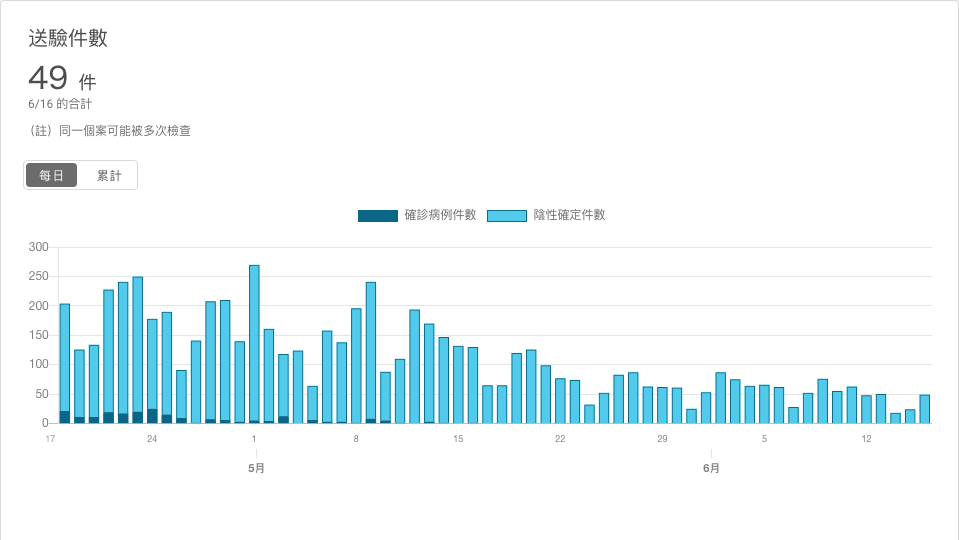 送驗件數
49 件
6/16 的合計
（註）同一個案可能被多次檢查
每日 累計
確診病例件數 陰性確定件數
300
250
200
150
100
50
0
17 24 1 8 15 22 29 5 12
5月 6月